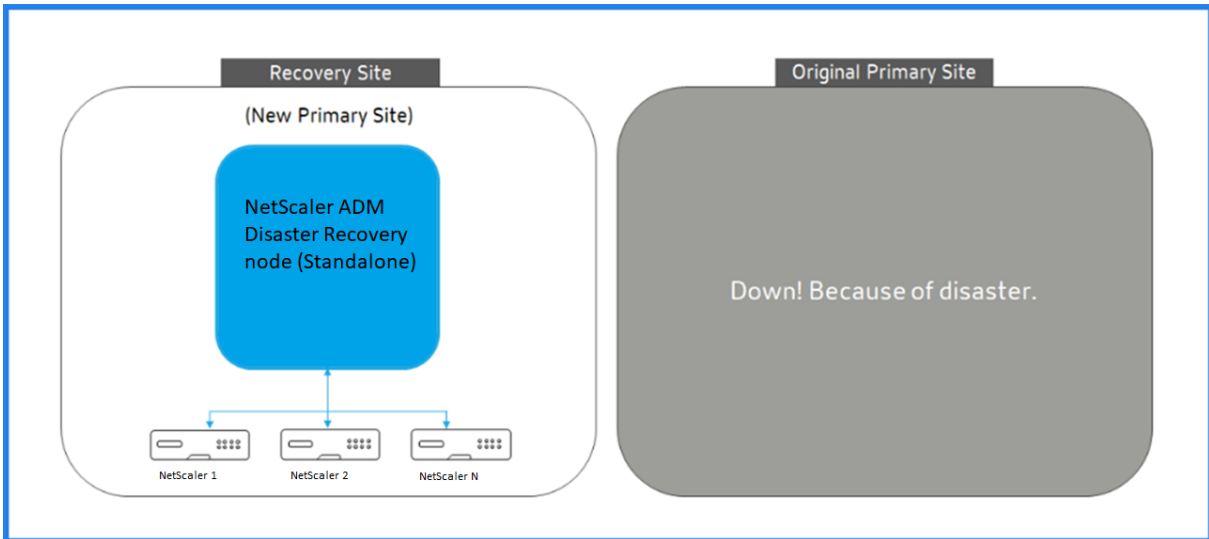 Recovery Site
(New Primary Site)
NetScaler ADM
Disaster Recovery
node (Standalone)
NetScaler 1
NetScaler 2
NetScaler N
Original Primary Site
Down! Because of disaster.